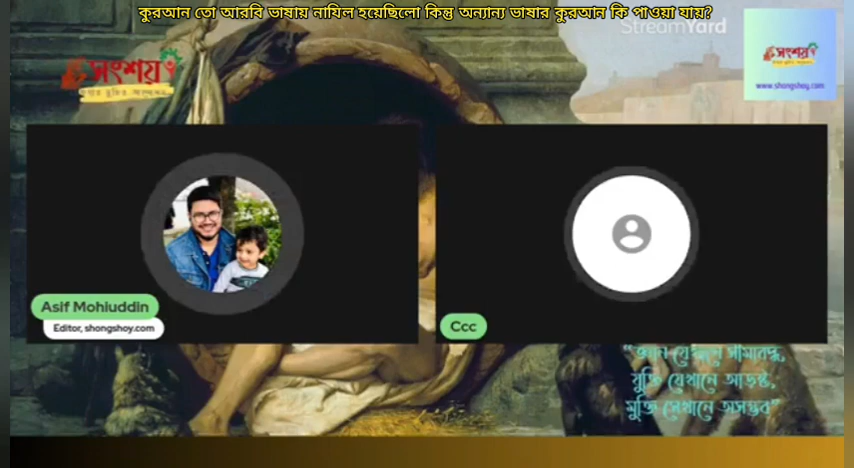 কুরআন তো আরবি ভাষায় নাযিল হয়েছিলো কিন্তু অন্যান্য ভাষার কুরআন কি পাওয়া যায়?
StreamYard
সংশয়
সংশয়
www.shongshoy.com
Asif Mohiuddin
Editor, shongshoy.com
Ccc
“জ্ঞান যেখানে সীমাবদ্ধ,
যুক্তি যেখানে আড়ষ্ট,
মুক্তি সেখানে অসম্ভব”